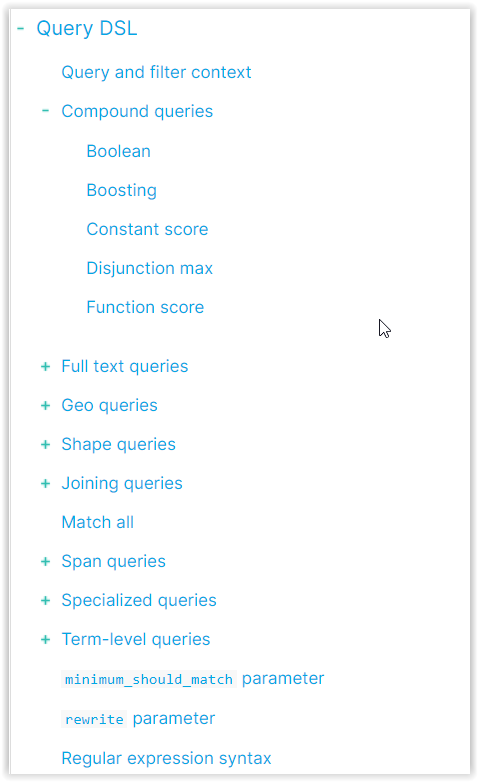 - Query DSL
Query and filter context
- Compound queries
Boolean
Boosting
Constant score
Disjunction max
Function score
+ Full text queries
+ Geo queries
+ Shape queries
+ Joining queries
Match all
+ Span queries
+ Specialized queries
+ Term-level queries
minimum_should_match parameter
rewrite parameter
Regular expression syntax